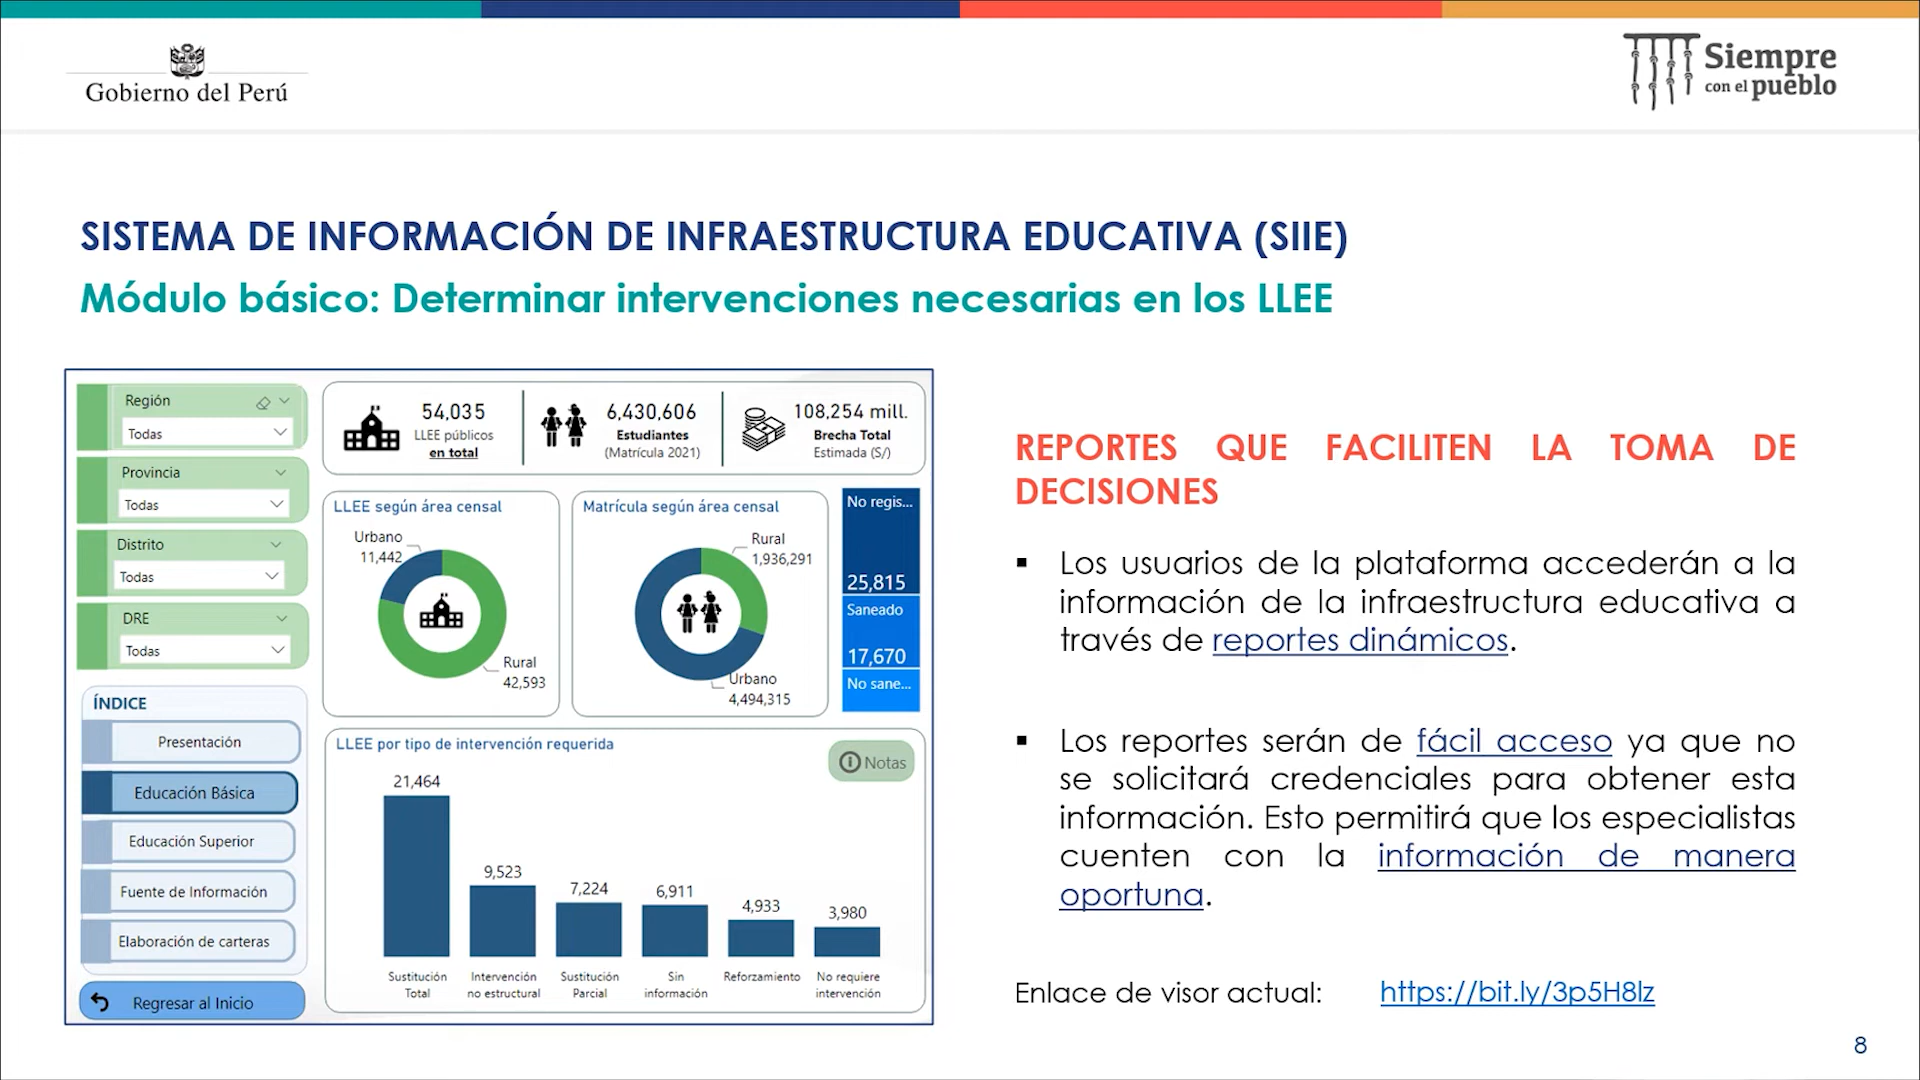 Gobierno del Perú
Siempre
con el pueblo
SISTEMA DE INFORMACIÓN DE INFRAESTRUCTURA EDUCATIVA (SIIE)
Módulo básico: Determinar intervenciones necesarias en los LLEE
Región
Todas
Provincia
Todas
Distrito
Todas
DRE
Todas
ÍNDICE
Presentación
Educación Básica
Educación Superior
Fuente de Información
Elaboración de carteras
Regresar al Inicio
54,035
LLEE públicos
en total
6,430,606
Estudiantes
(Matrícula 2021)
108,254 mill.
Brecha Total
Estimada (S/)
LLEE según área censal
Urbano
11,442
Rural
42,593
Matrícula según área censal
Rural
1,936,291
Urbano
4,494,315
No regis...
25,815
Saneado
17,670
No sane...
LLEE por tipo de intervención requerida
Notas
21,464
9,523
7,224
6,911
4,933
3,980
Sustitución
Total
Intervención
no estructural
Sustitución
Parcial
Sin
información
Reforzamiento
No requiere
intervención
REPORTES QUE FACILITEN LA TOMA DE
DECISIONES
▪ Los usuarios de la plataforma accederán a la
información de la infraestructura educativa a
través de reportes dinámicos.
▪ Los reportes serán de fácil acceso ya que no
se solicitará credenciales para obtener esta
información. Esto permitirá que los especialistas
cuenten con la información de manera
oportuna.
Enlace de visor actual: https://bit.ly/3p5H8lz
8